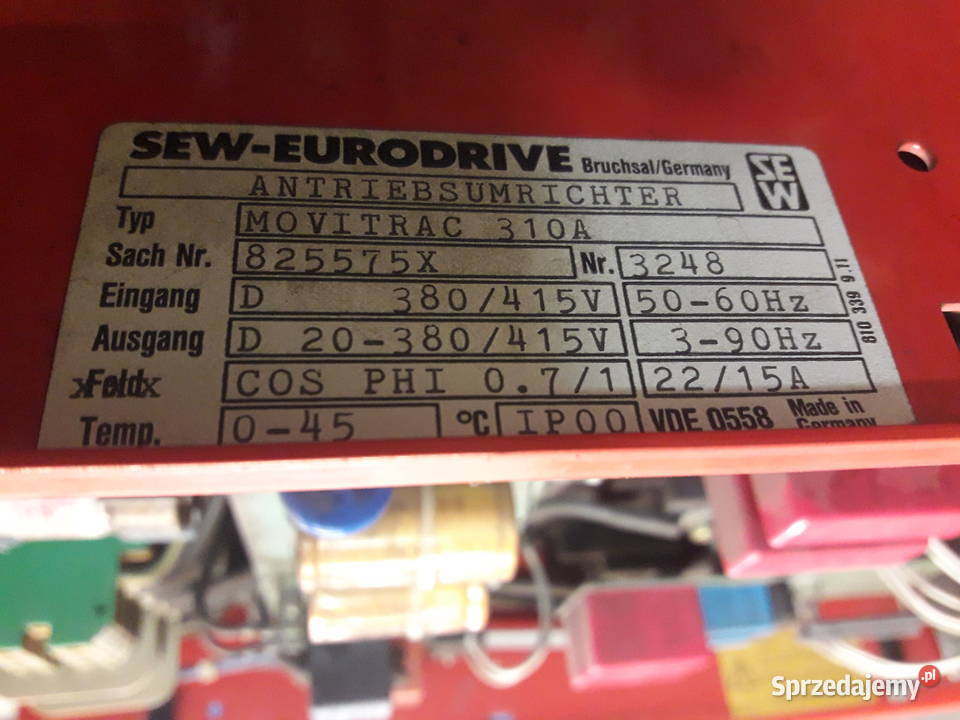 SEW-EURODRIVE Bruchsal/Germany SEW
ANTRIEBSUMRICHTER
Typ MOVITRAC 310A
Sach Nr. 825575X Nr. 3248
Eingang D 380/415V 50-60Hz
Ausgang D 20-380/415V 3-90Hz
xFeldx COS PHI 0.7/1 22/15A
Temp. 0-45 °C IP00 VDE 0558 Made in Germany
810 339 9.11
Sprzedajemy.pl